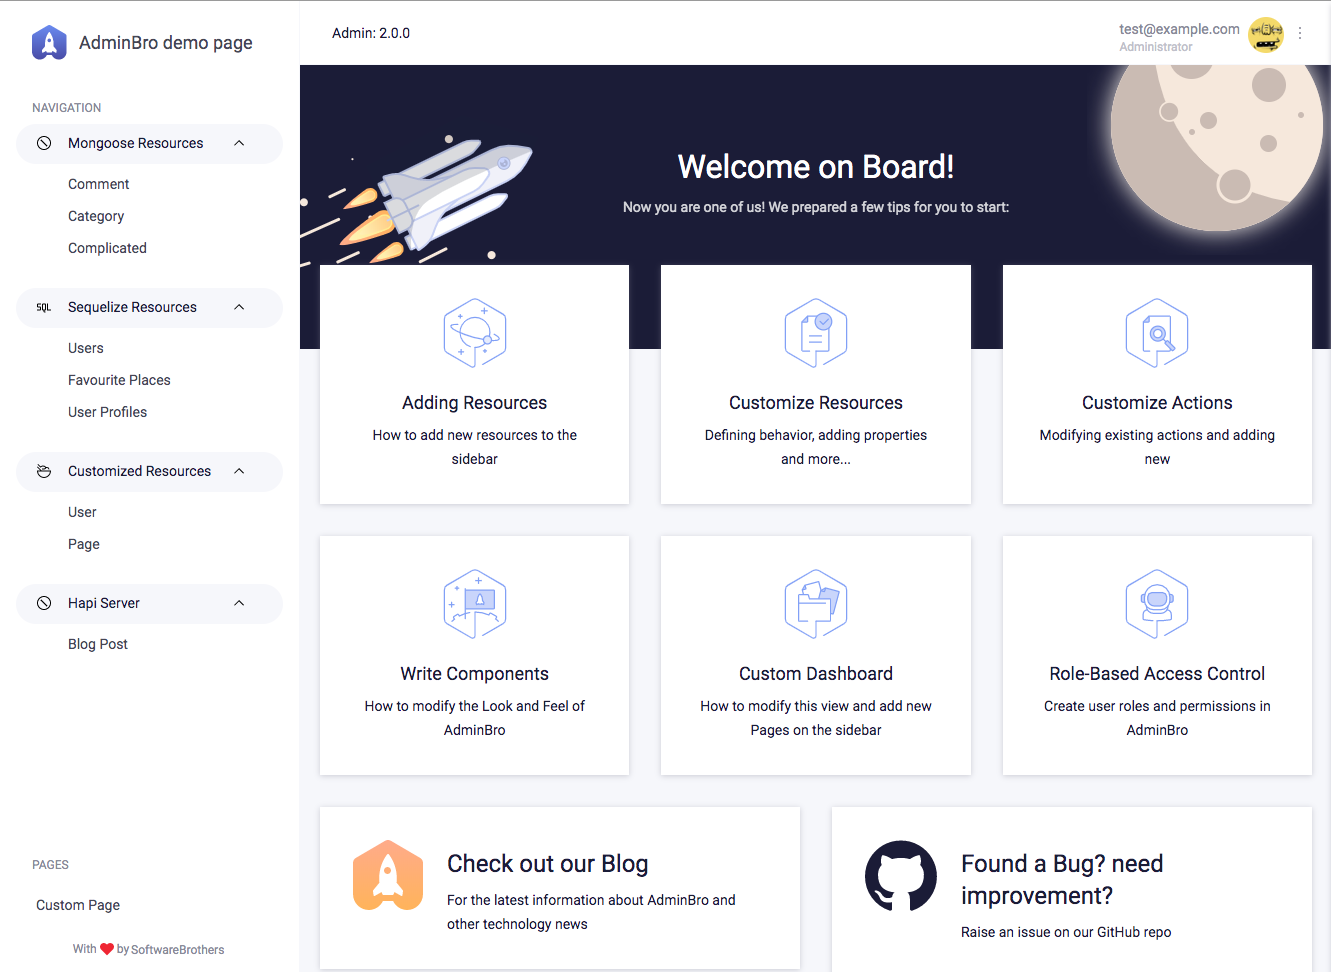 AdminBro demo page
NAVIGATION
Mongoose Resources
Comment
Category
Complicated
SQL Sequelize Resources
Users
Favourite Places
User Profiles
Customized Resources
User
Page
Hapi Server
Blog Post
PAGES
Custom Page
With by SoftwareBrothers
Admin: 2.0.0
test@example.com
Administrator
Welcome on Board!
Now you are one of us! We prepared a few tips for you to start:
Adding Resources
How to add new resources to the
sidebar
Customize Resources
Defining behavior, adding properties
and more...
Customize Actions
Modifying existing actions and adding
new
Write Components
How to modify the Look and Feel of
AdminBro
Custom Dashboard
How to modify this view and add new
Pages on the sidebar
Role-Based Access Control
Create user roles and permissions in
AdminBro
Check out our Blog
For the latest information about AdminBro and
other technology news
Found a Bug? need
improvement?
Raise an issue on our GitHub repo